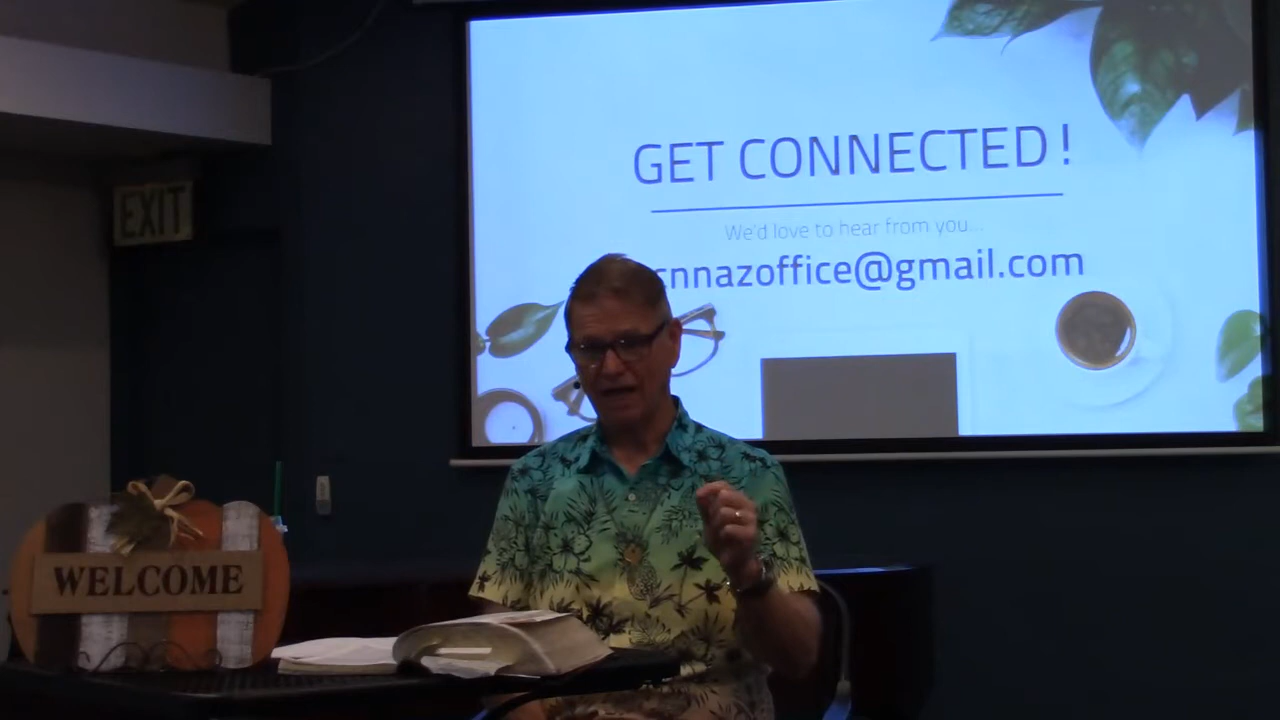 GET CONNECTED!
We'd love to hear from you...
cnnazoffice@gmail.com
EXIT
WELCOME